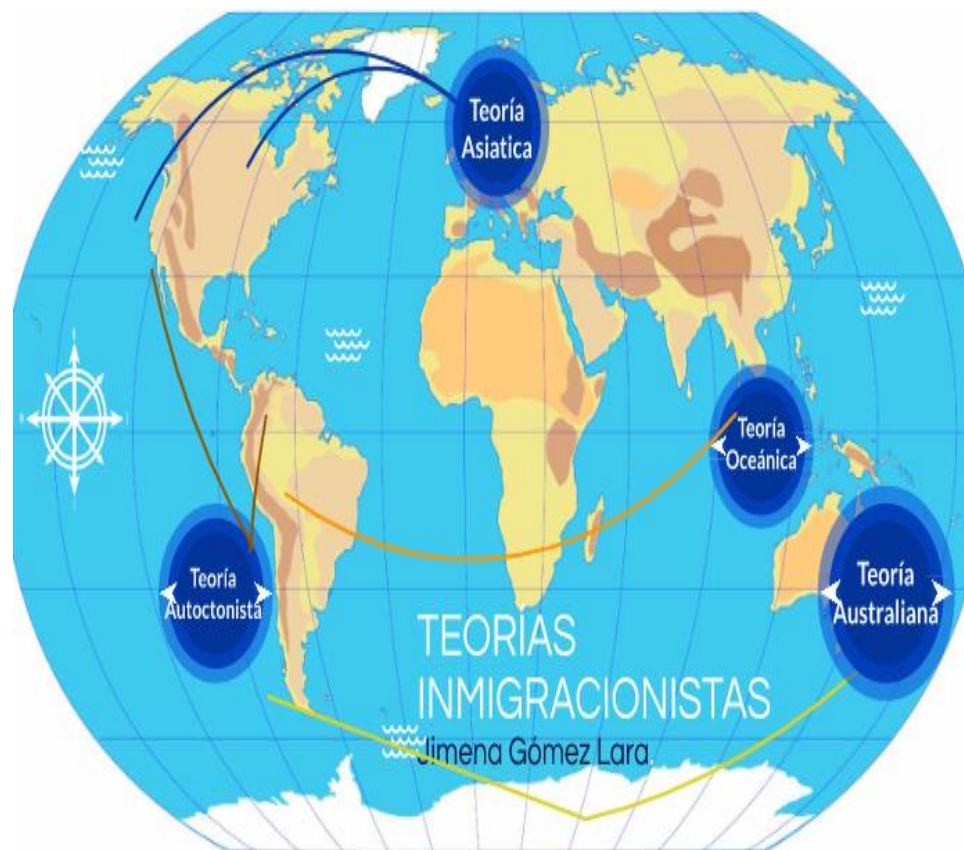 Teoría
Asiatica
Teoría
Oceánica
Teoría
Autoctonista
Teoría
Australiana
TEORIAS
INMIGRACIONISTAS
Jimena Gómez Lara